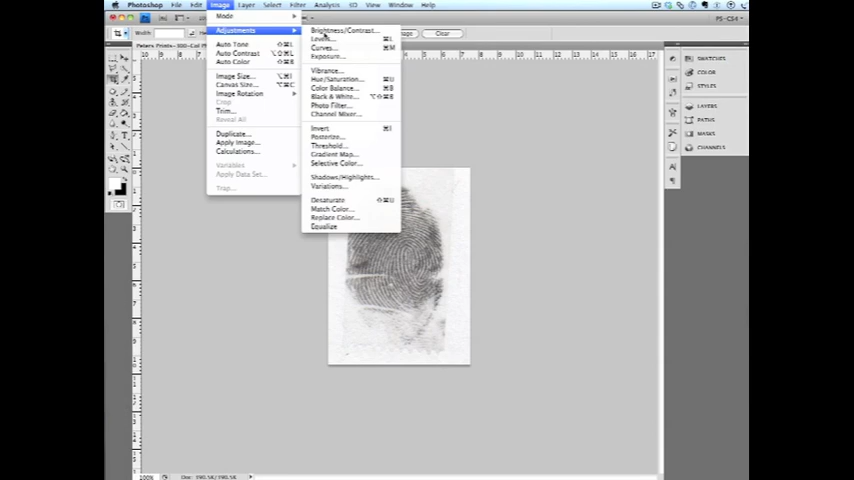 Photoshop File Edit Image Layer Select Filter Analysis 3D View Window Help
Width: Clear PS-CS4
Mode
Adjustments
Auto Tone ⇧⌘L
Auto Contrast ⌥⇧⌘L
Auto Color ⇧⌘B
Image Size... ⌥⌘I
Canvas Size... ⌥⌘C
Image Rotation
Crop
Trim...
Reveal All
Duplicate...
Apply Image...
Calculations...
Variables
Apply Data Set...
Trap...
Brightness/Contrast...
Levels... ⌘L
Curves... ⌘M
Exposure...
Vibrance...
Hue/Saturation... ⌘U
Color Balance... ⌘B
Black & White... ⌥⇧⌘B
Photo Filter...
Channel Mixer...
Invert ⌘I
Posterize...
Threshold...
Gradient Map...
Selective Color...
Shadows/Highlights...
Variations...
Desaturate ⇧⌘U
Match Color...
Replace Color...
Equalize
SWATCHES
COLOR
STYLES
LAYERS
PATHS
MASKS
CHANNELS
100%